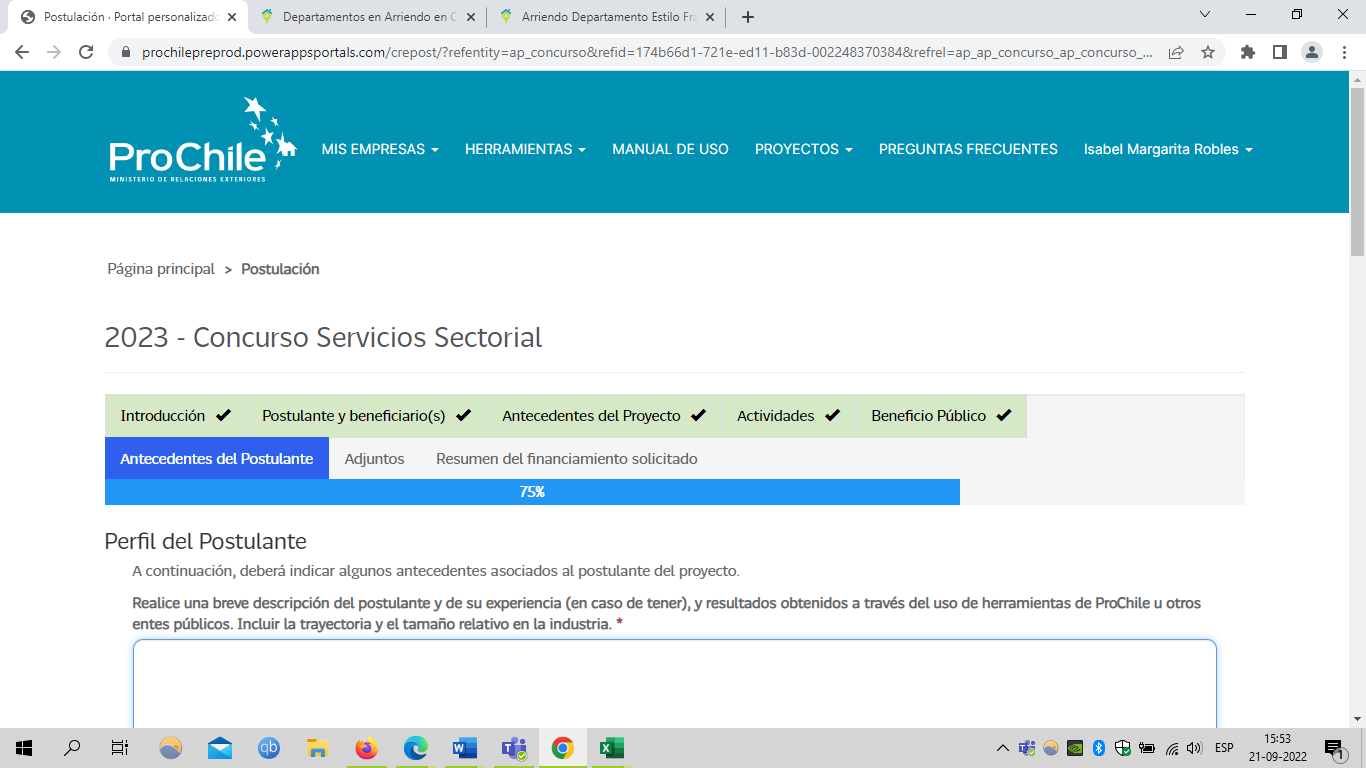 Postulación · Portal personalizado
Departamentos en Arriendo en C
Arriendo Departamento Estilo Fra
prochilepreprod.powerappsportals.com/crepost/?refentity=ap_concurso&refid=174b66d1-721e-ed11-b83d-002248370384&refrel=ap_ap_concurso_ap_concurso_...
ProChile
MINISTERIO DE RELACIONES EXTERIORES
MIS EMPRESAS
HERRAMIENTAS
MANUAL DE USO
PROYECTOS
PREGUNTAS FRECUENTES
Isabel Margarita Robles
Página principal > Postulación
2023 - Concurso Servicios Sectorial
Introducción
Postulante y beneficiario(s)
Antecedentes del Proyecto
Actividades
Beneficio Público
Antecedentes del Postulante
Adjuntos
Resumen del financiamiento solicitado
75%
Perfil del Postulante
A continuación, deberá indicar algunos antecedentes asociados al postulante del proyecto.
Realice una breve descripción del postulante y de su experiencia (en caso de tener), y resultados obtenidos a través del uso de herramientas de ProChile u otros
entes públicos. Incluir la trayectoria y el tamaño relativo en la industria. *
qb
ESP
15:53
21-09-2022
1